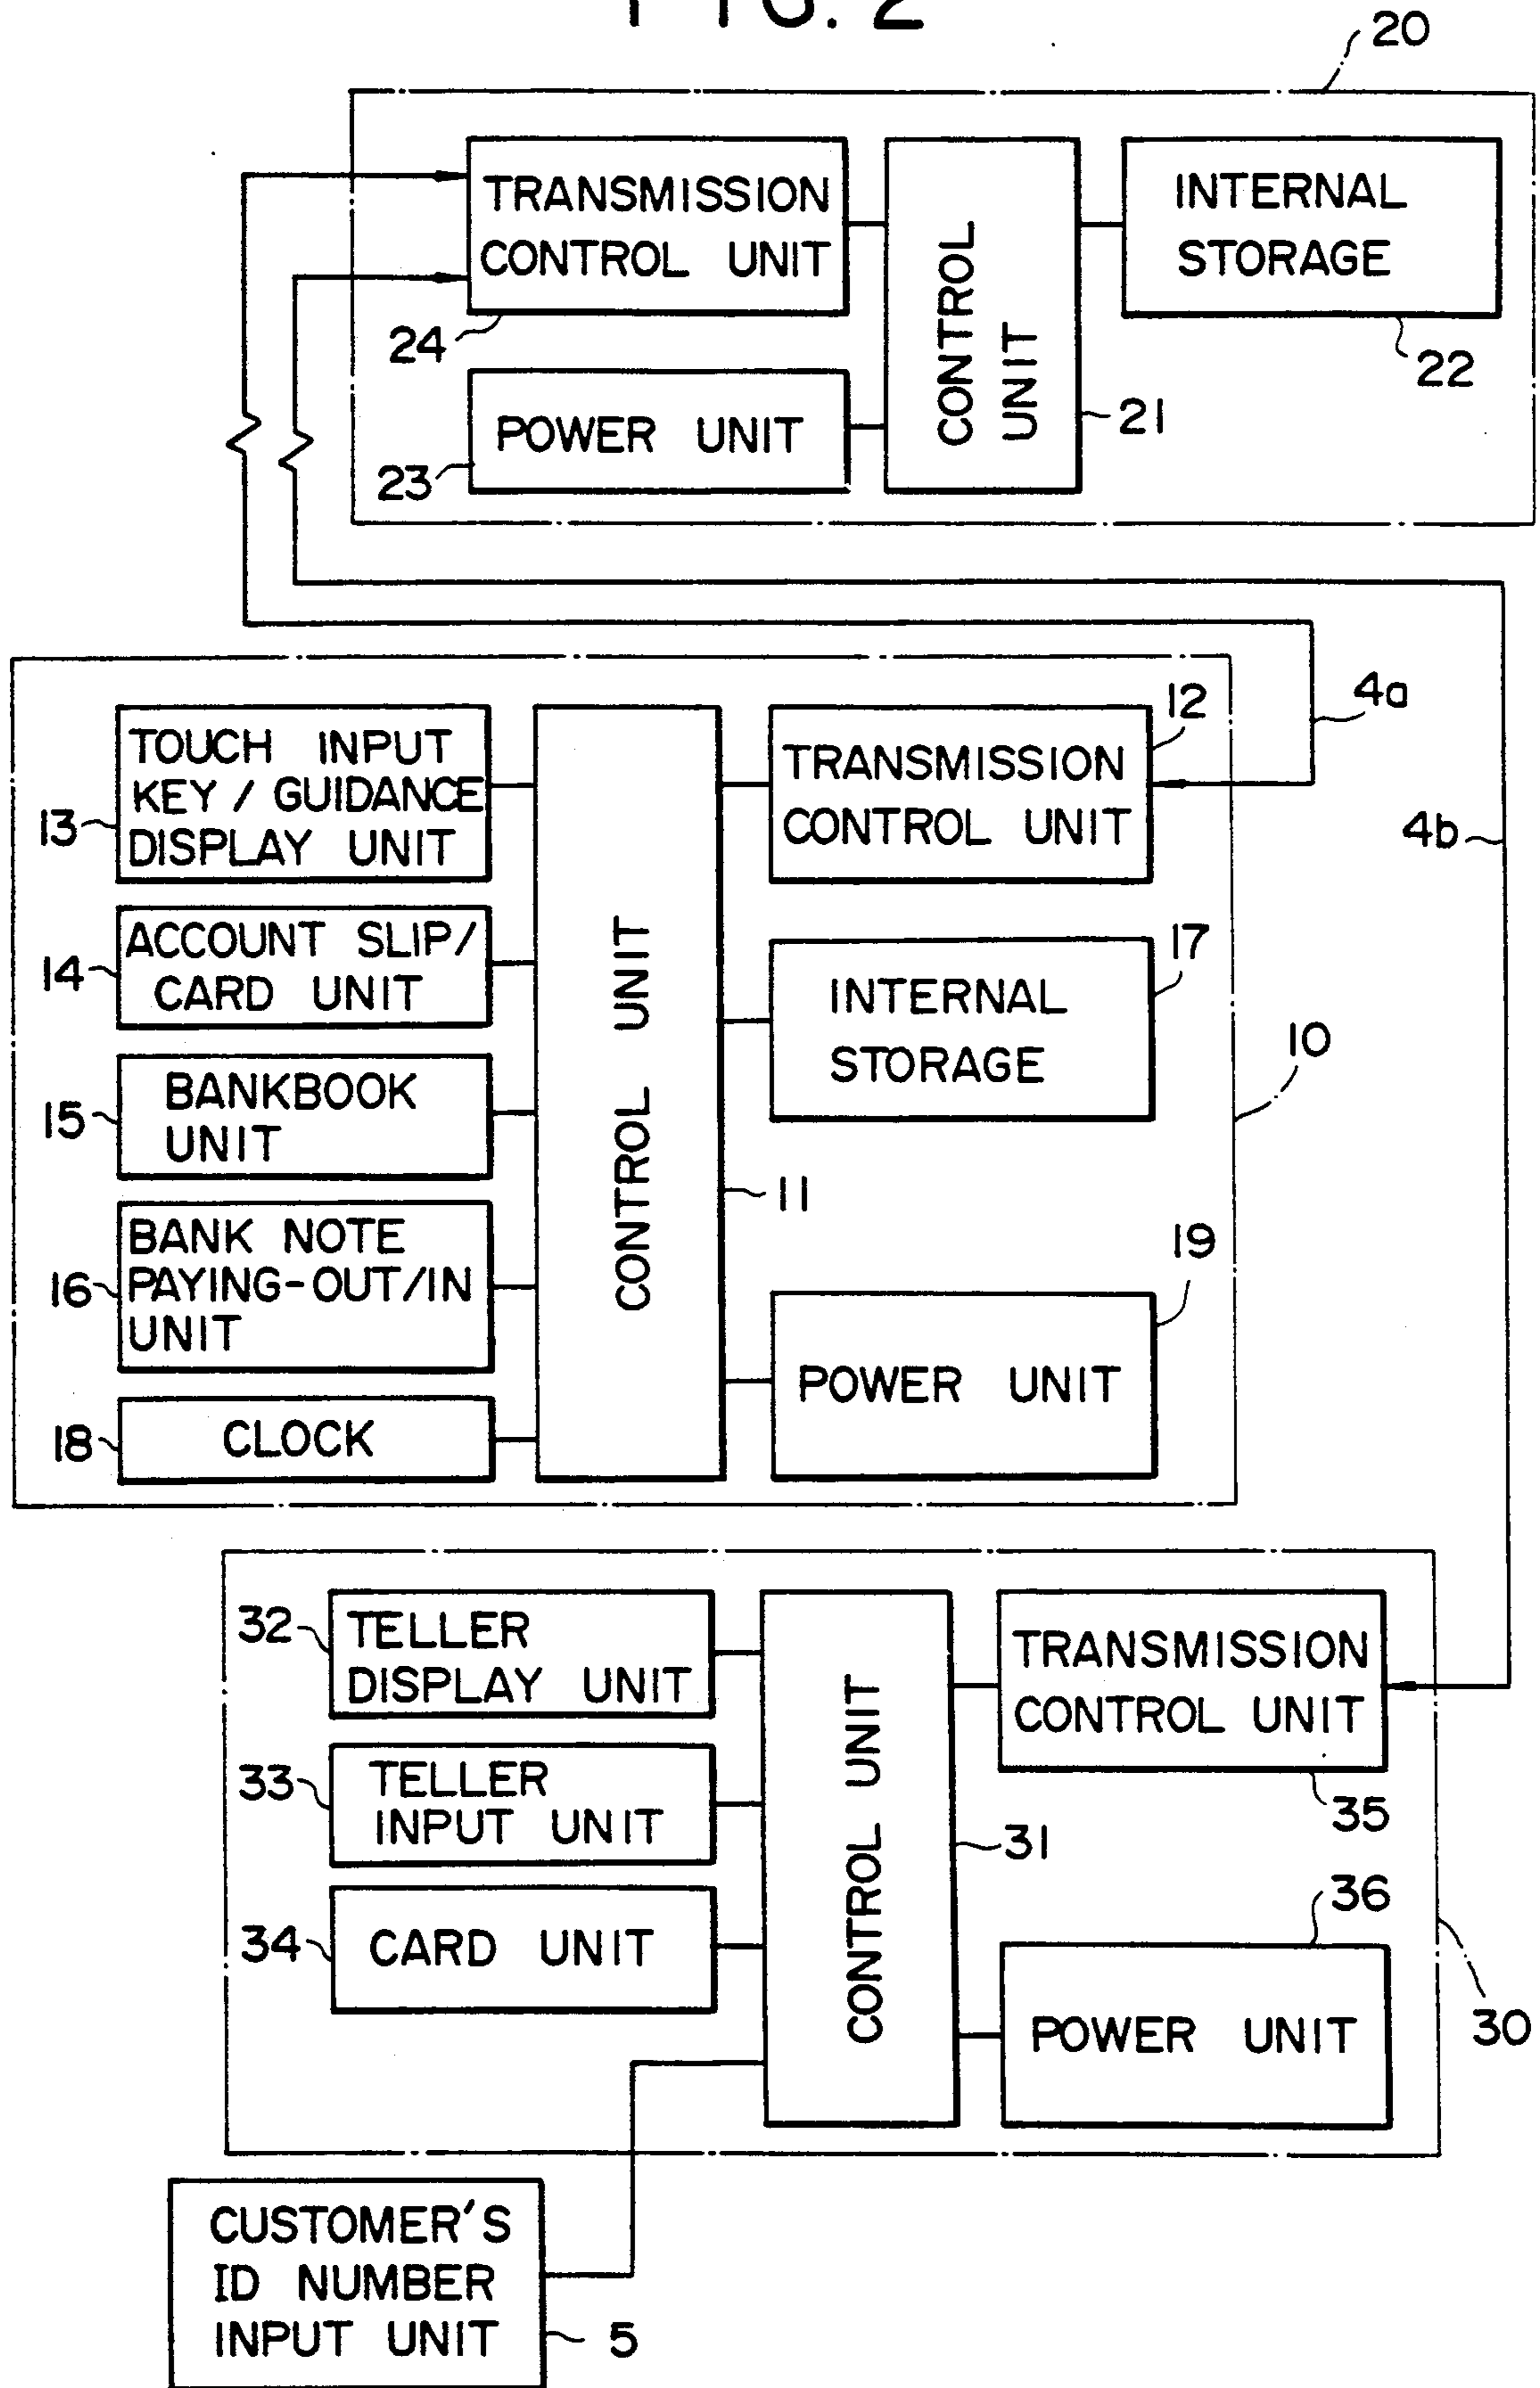 FIG. 2
20
TRANSMISSION
CONTROL UNIT
24
CONTROL
UNIT
21
INTERNAL
STORAGE
22
POWER UNIT
23
4a
4b
TOUCH INPUT
KEY / GUIDANCE
DISPLAY UNIT
13
ACCOUNT SLIP/
CARD UNIT
14
BANKBOOK
UNIT
15
BANK NOTE
PAYING-OUT/IN
UNIT
16
CLOCK
18
CONTROL UNIT
11
TRANSMISSION
CONTROL UNIT
12
INTERNAL
STORAGE
17
10
POWER UNIT
19
TELLER
DISPLAY UNIT
32
TELLER
INPUT UNIT
33
CARD UNIT
34
CONTROL UNIT
31
TRANSMISSION
CONTROL UNIT
35
POWER UNIT
36
30
CUSTOMER'S
ID NUMBER
INPUT UNIT
5